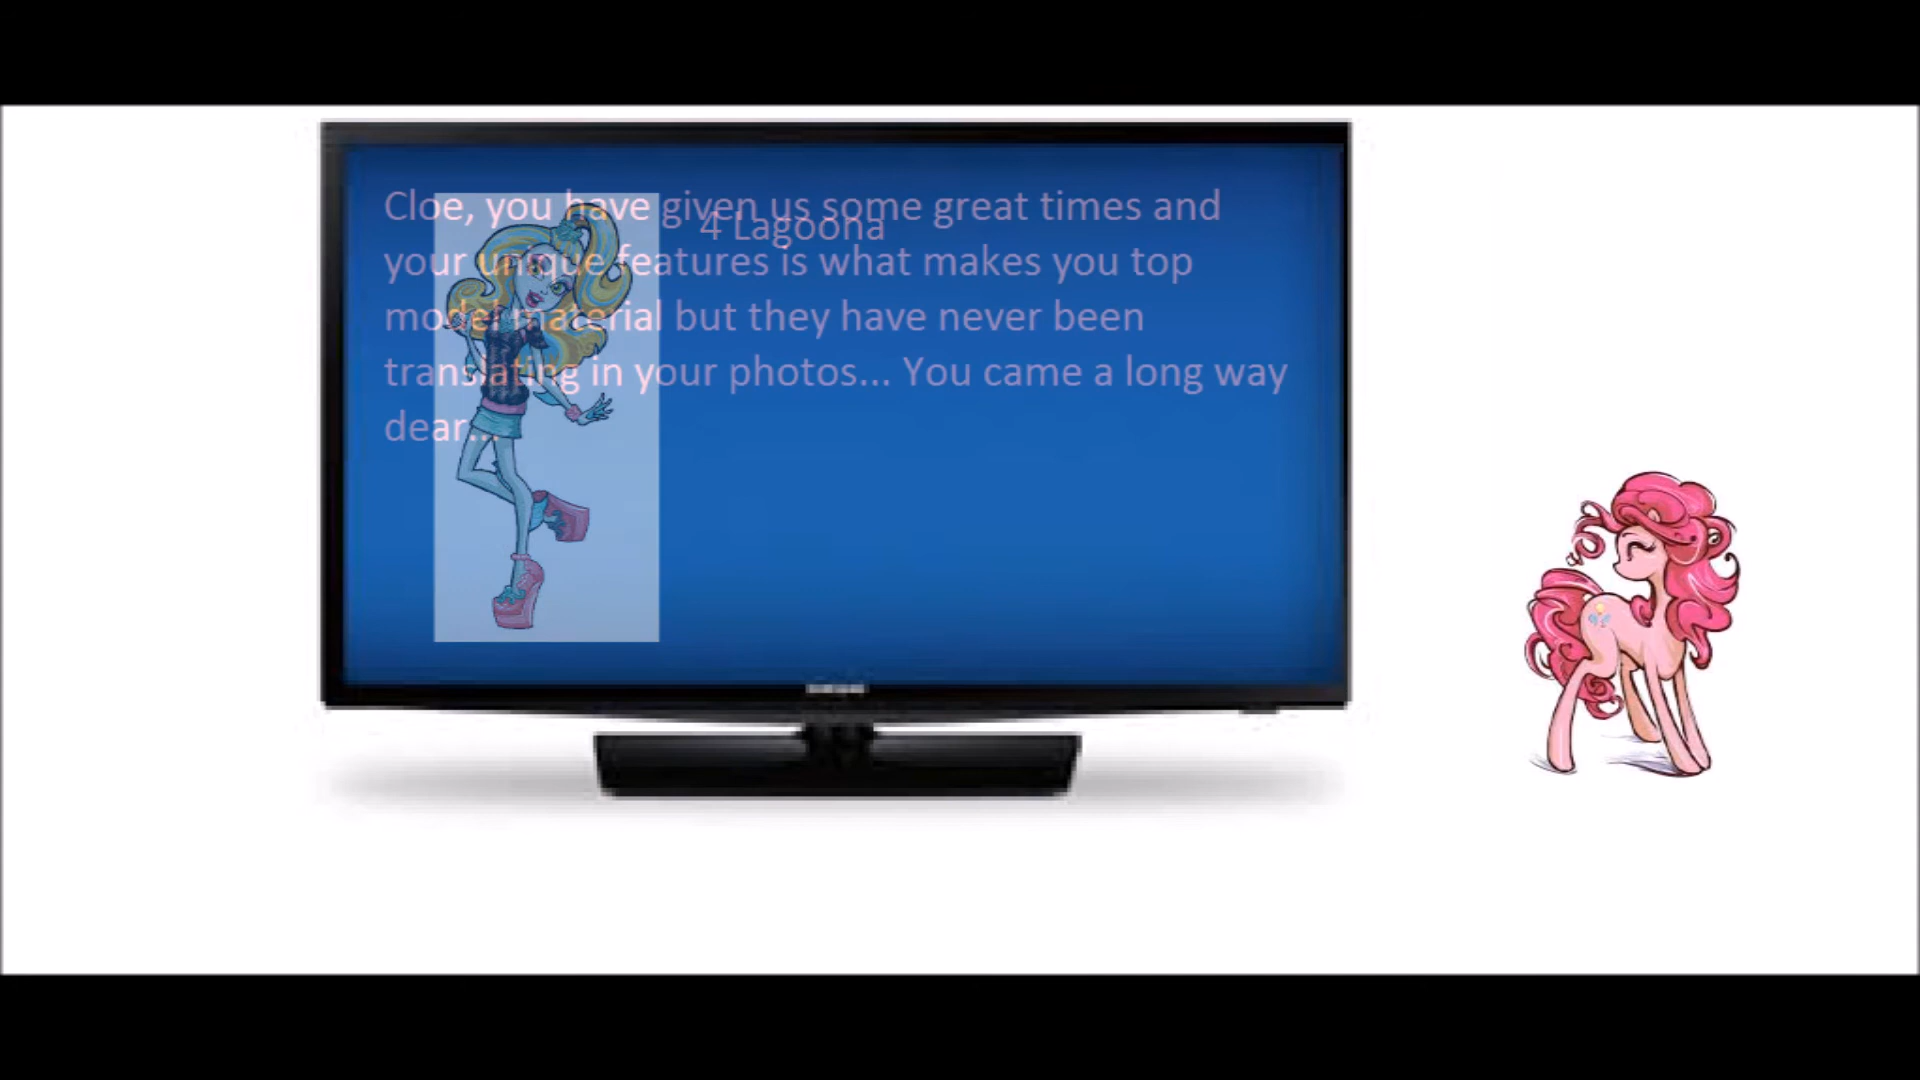 Cloe, you have given us some great times and
4 Lagoona
your unique features is what makes you top
model material but they have never been
translating in your photos... You came a long way
dear...